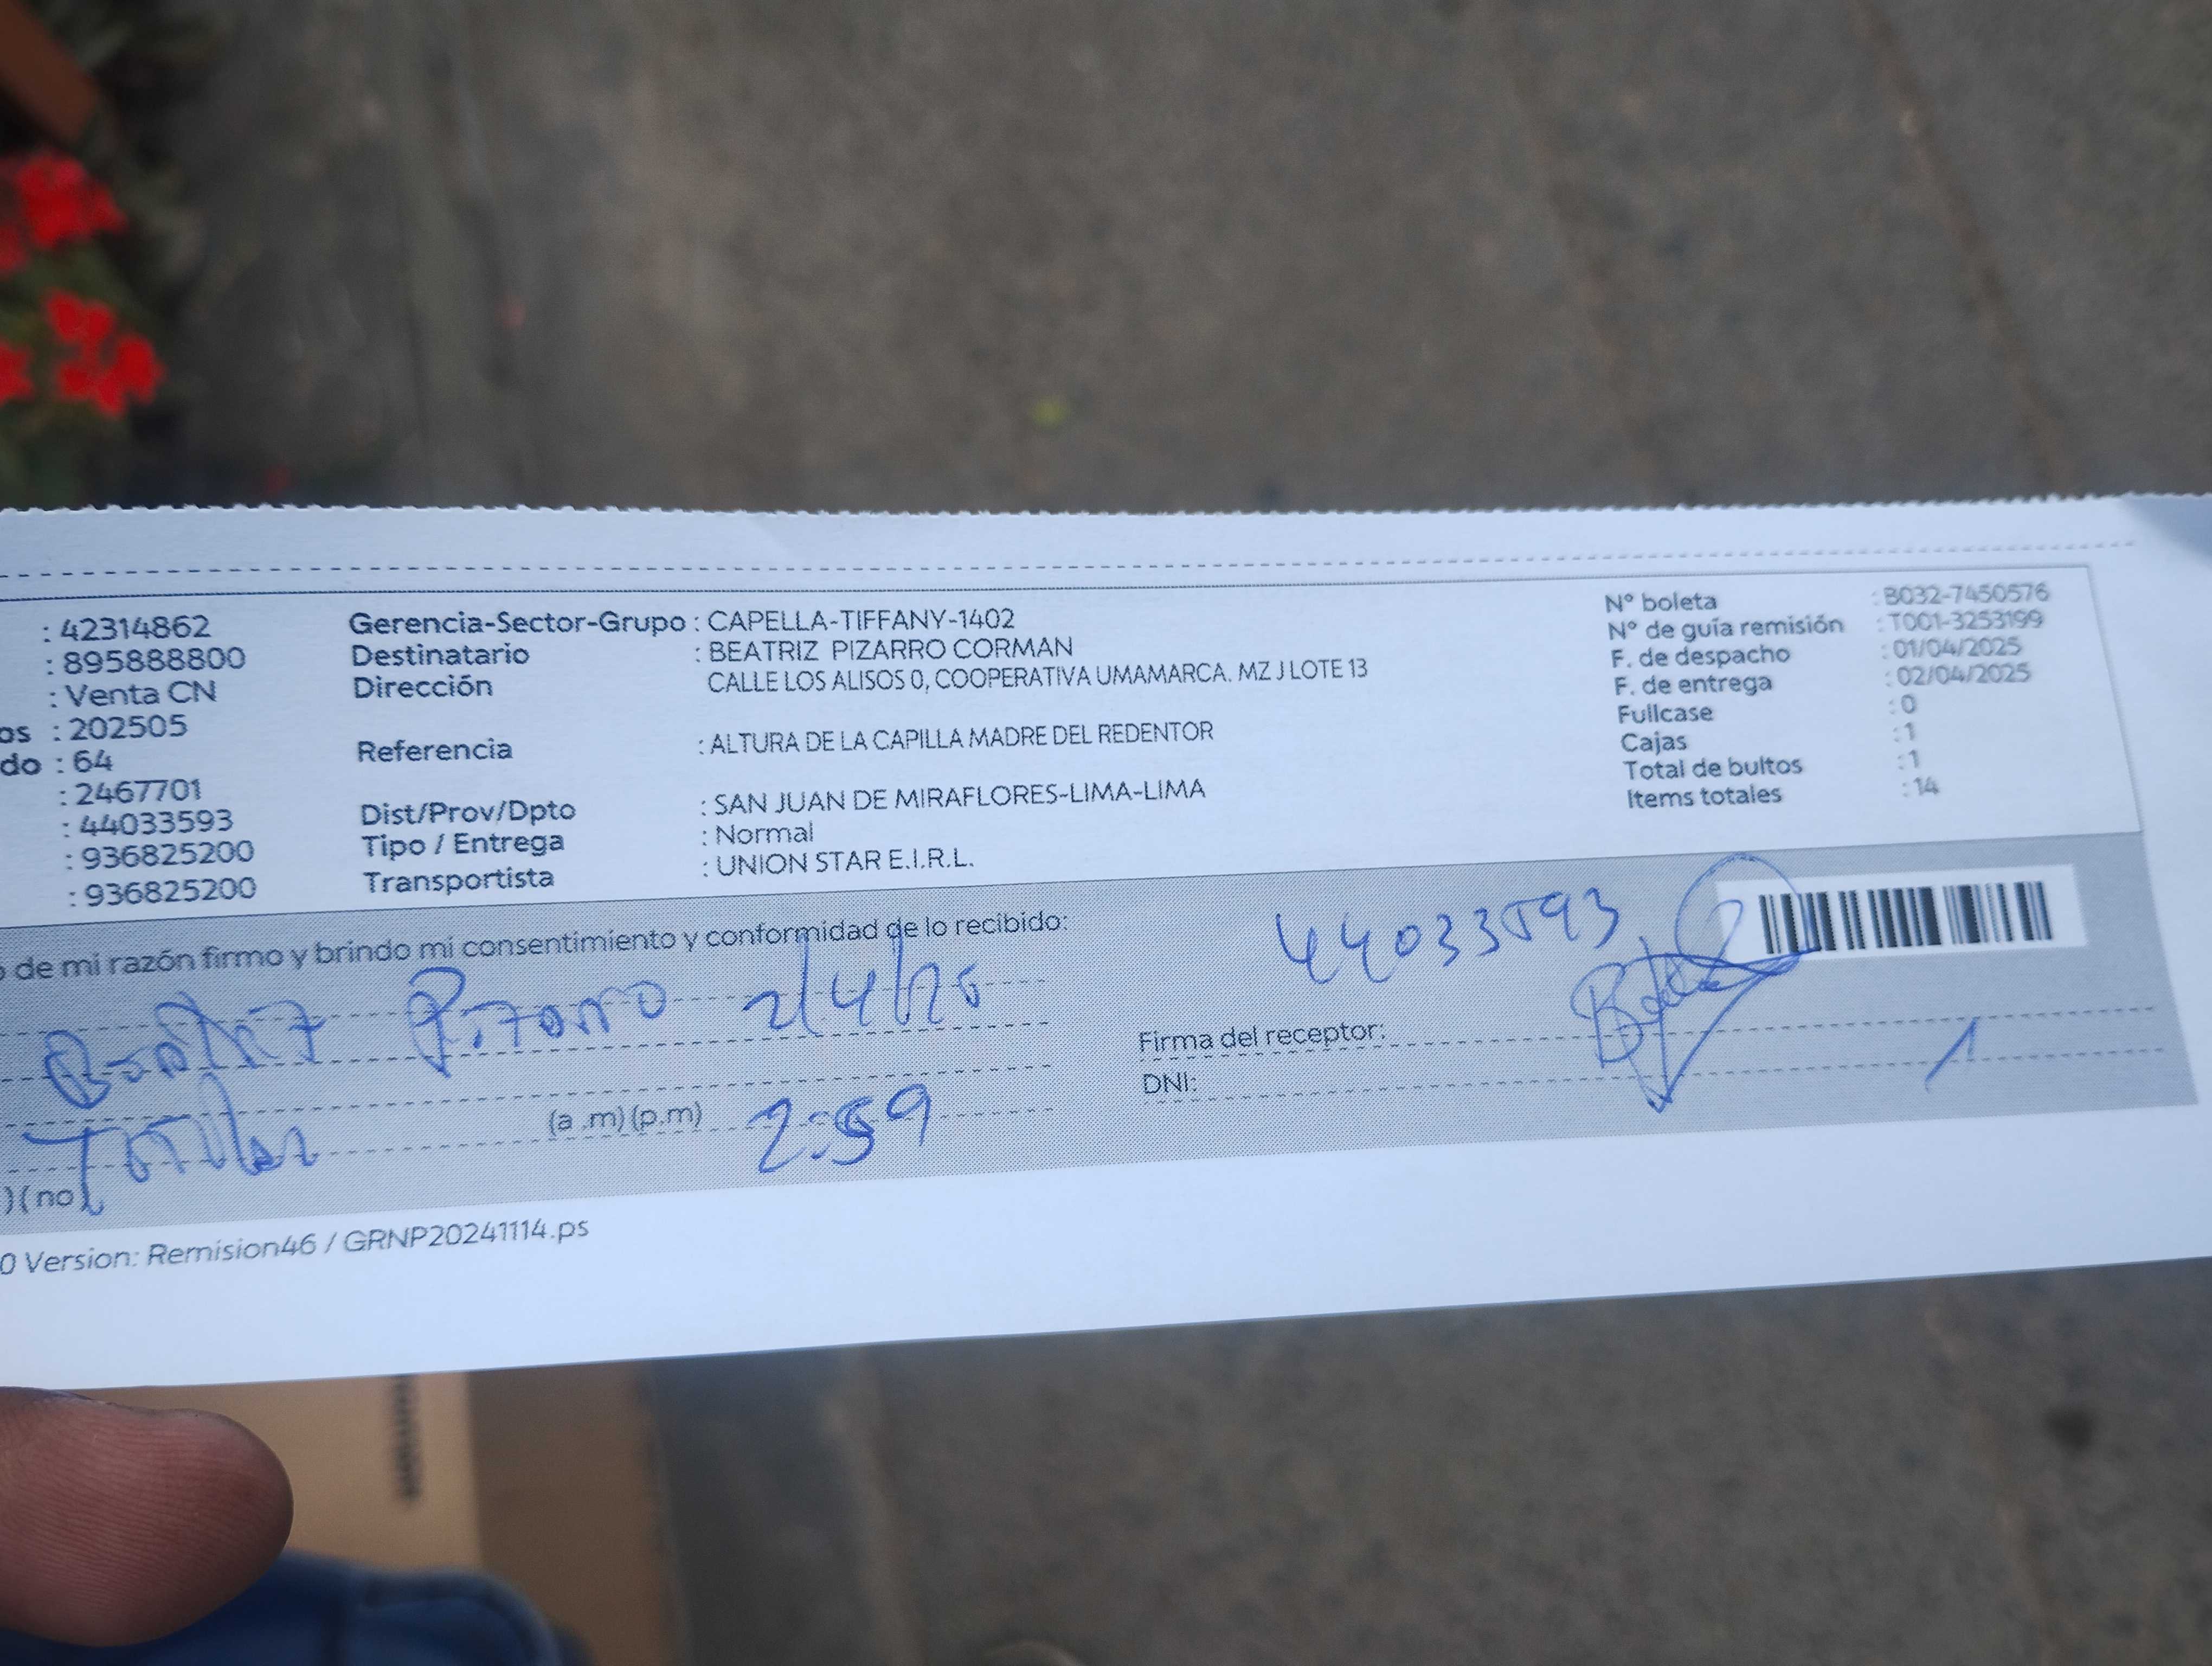 : 42314862
: 895888800
: Venta CN
os : 202505
do : 64
: 2467701
: 44033593
: 936825200
: 936825200
Gerencia-Sector-Grupo : CAPELLA-TIFFANY-1402
Destinatario : BEATRIZ PIZARRO CORMAN
Dirección CALLE LOS ALISOS 0, COOPERATIVA UMAMARCA. MZ J LOTE 13
Referencia : ALTURA DE LA CAPILLA MADRE DEL REDENTOR
Dist/Prov/Dpto : SAN JUAN DE MIRAFLORES-LIMA-LIMA
Tipo / Entrega : Normal
Transportista : UNION STAR E.I.R.L.
N° boleta : B032-7450576
N° de guía remisión : T001-3253199
F. de despacho : 01/04/2025
F. de entrega : 02/04/2025
Fullcase : 0
Cajas : 1
Total de bultos : 1
Items totales : 14
o de mi razón firmo y brindo mi consentimiento y conformidad de lo recibido:
44033593
Beatriz Pizarro 2/4/25
Firma del receptor:
DNI: 1
Titular (a .m) (p.m) 2:59
)(no)
0 Version: Remision46 / GRNP20241114.ps